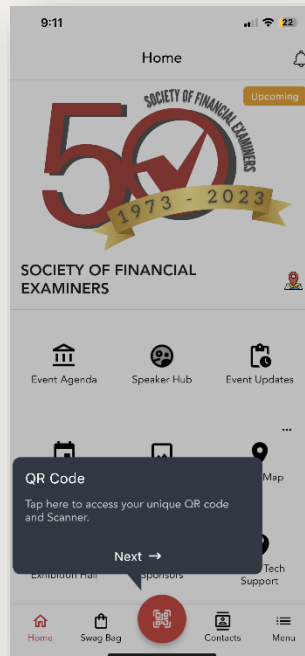 9:11
22
Home
Upcoming
SOCIETY OF FINANCIAL EXAMINERS
50
1973 - 2023
SOCIETY OF FINANCIAL
EXAMINERS
Event Agenda
Speaker Hub
Event Updates
Map
QR Code
Tap here to access your unique QR code
and Scanner.
Next →
Exhibition Hall
Sponsors
Tech
Support
Home
Swag Bag
Contacts
Menu